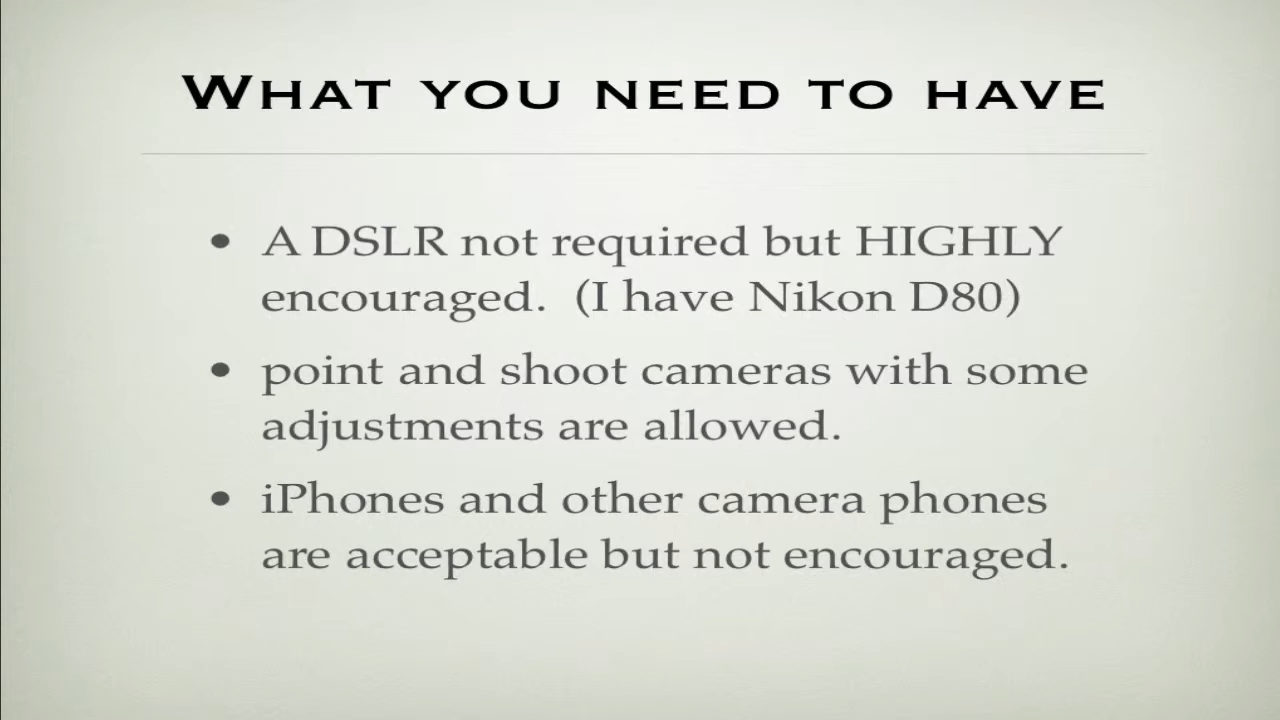 What you need to have
• A DSLR not required but HIGHLY
encouraged.  (I have Nikon D80)
• point and shoot cameras with some
adjustments are allowed.
• iPhones and other camera phones
are acceptable but not encouraged.